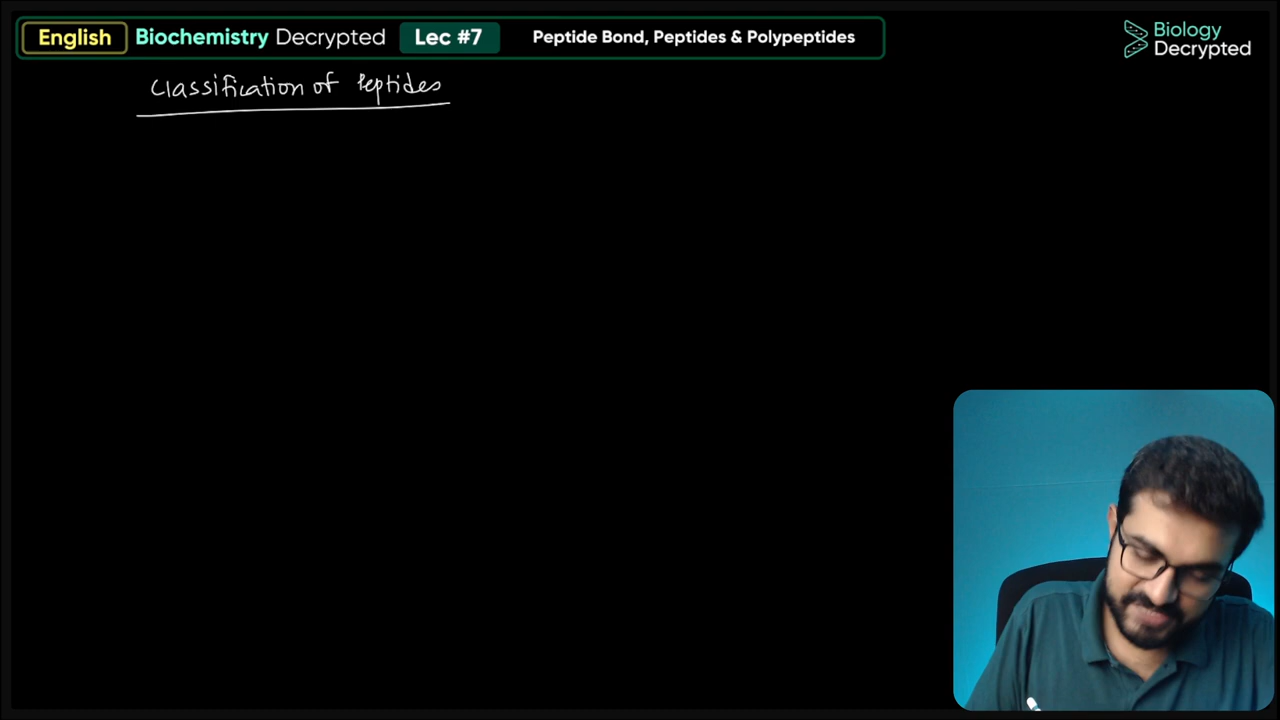 English Biochemistry Decrypted Lec #7 Peptide Bond, Peptides & Polypeptides
Biology
Decrypted
Classification of Peptides